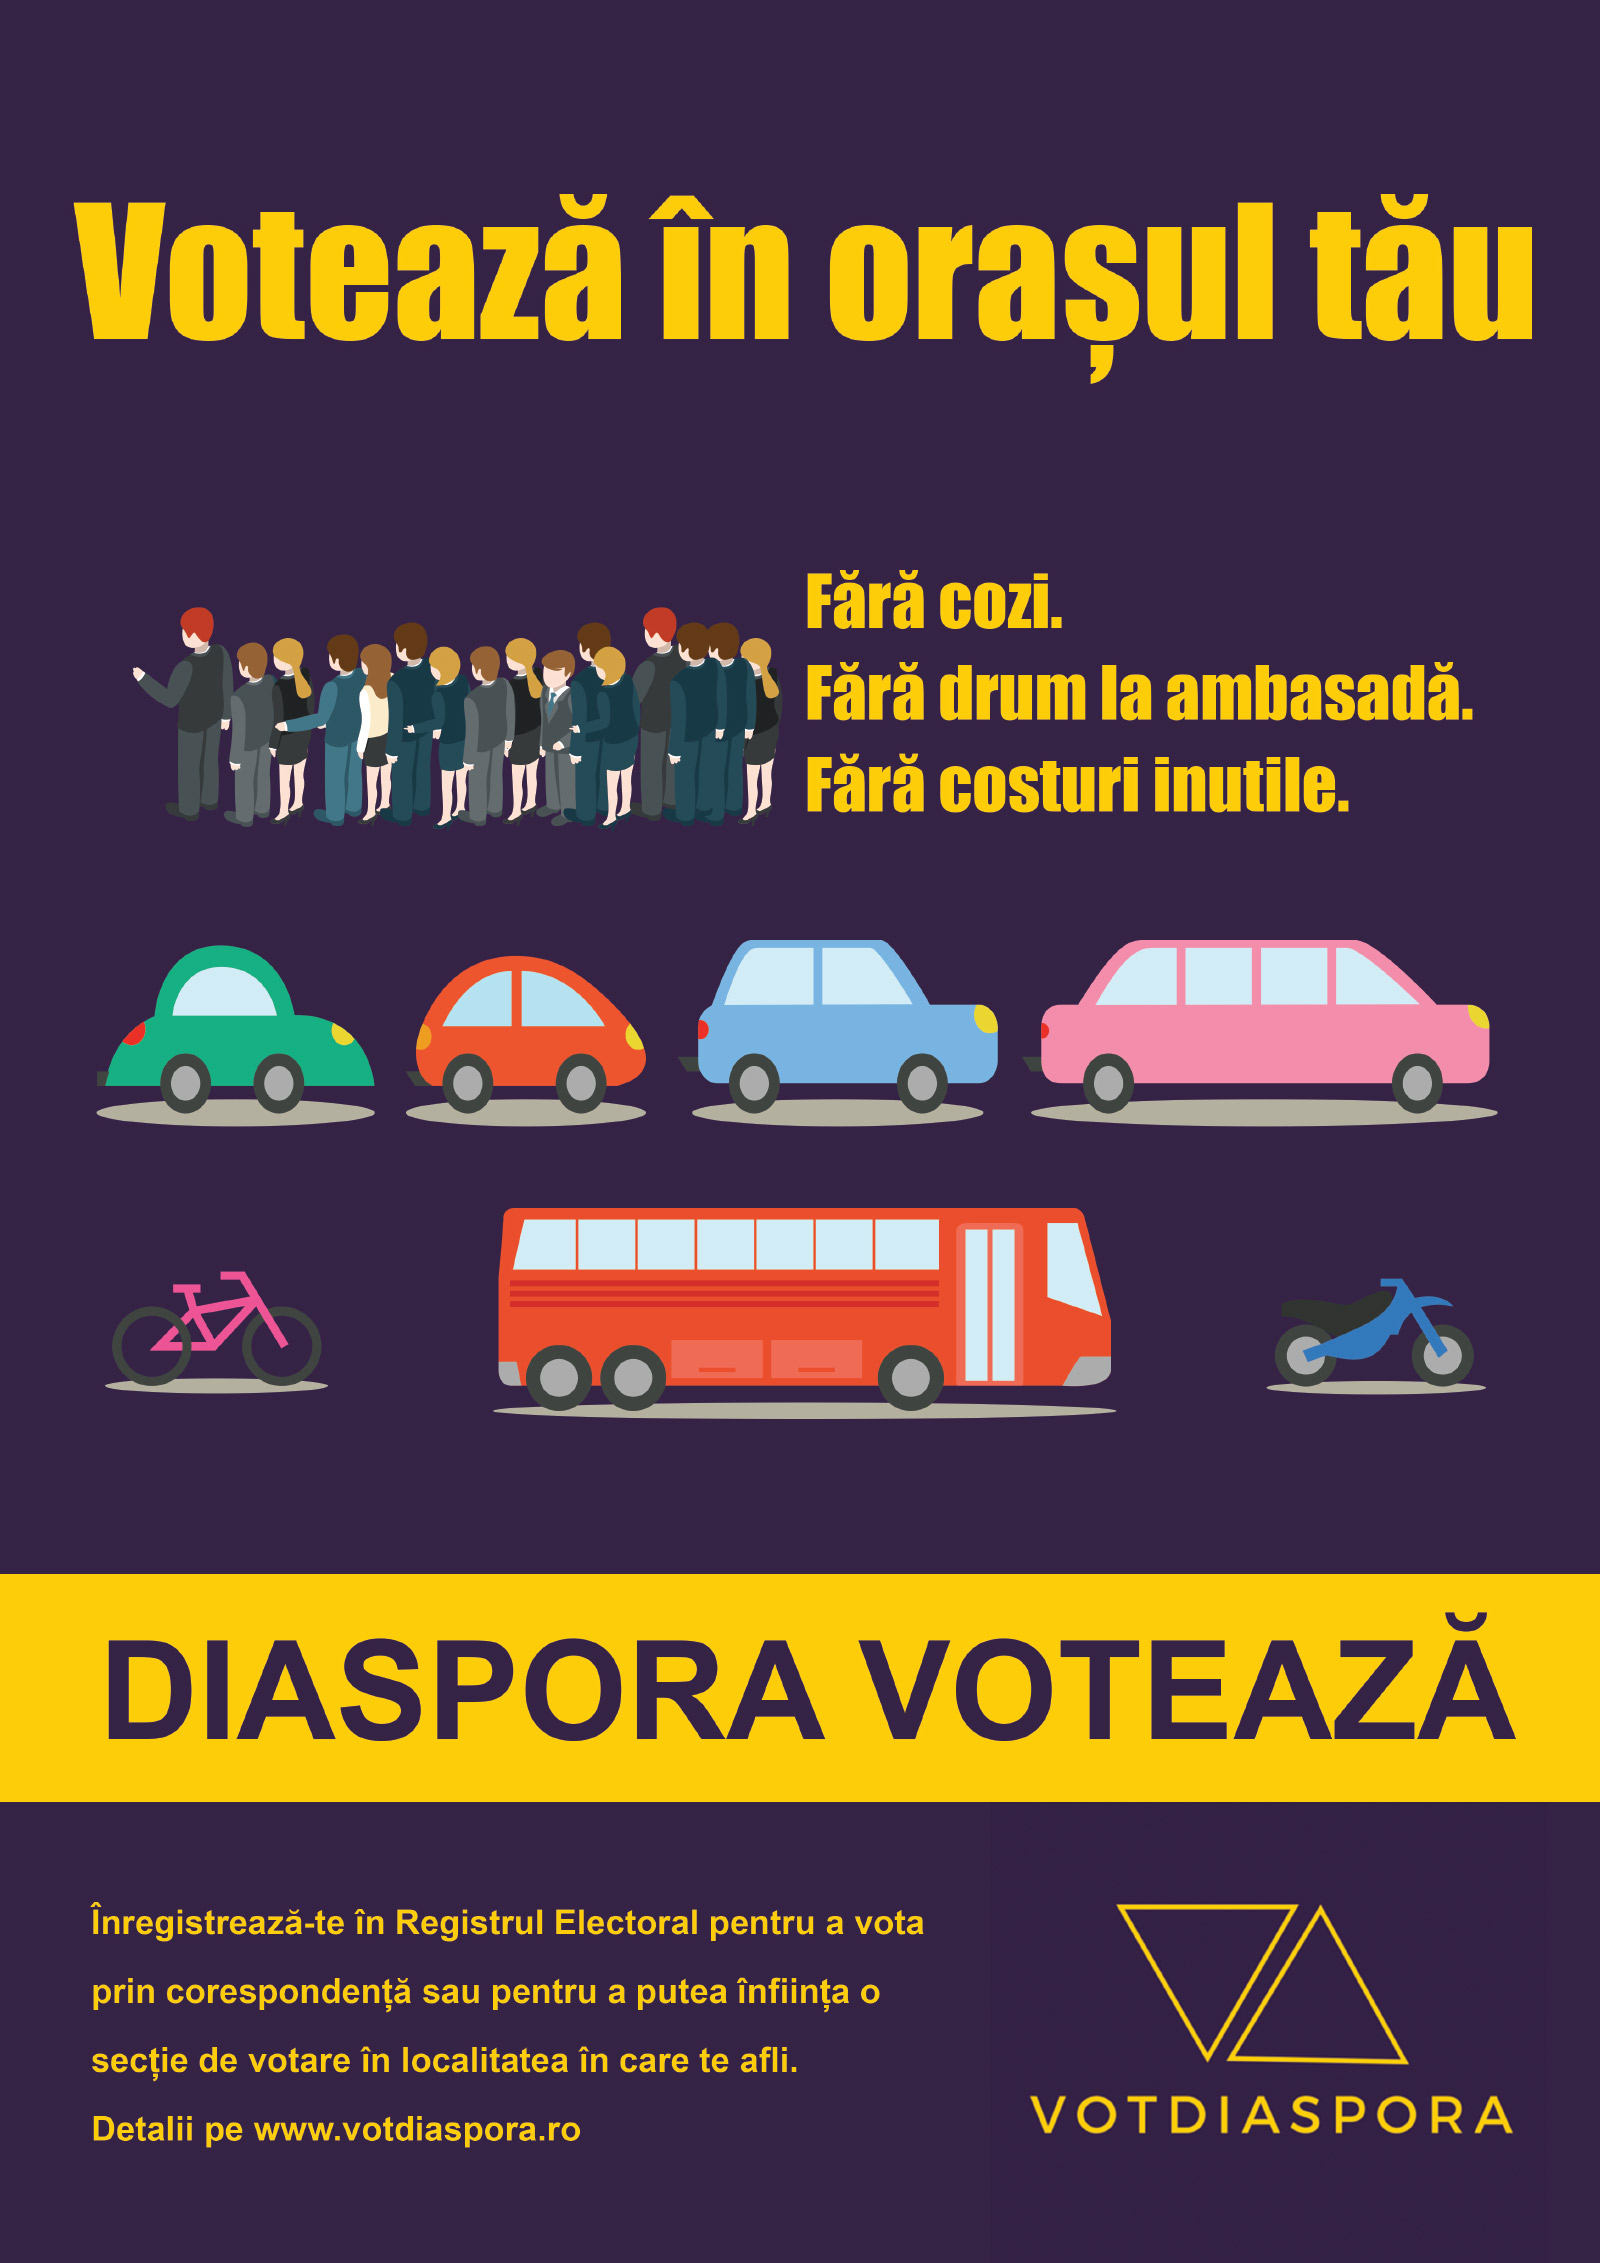 Votează în orașul tău
Fără cozi.
Fără drum la ambasadă.
Fără costuri inutile.
DIASPORA VOTEAZĂ
Înregistrează-te în Registrul Electoral pentru a vota
prin corespondență sau pentru a putea înființa o
secție de votare în localitatea în care te afli.
Detalii pe www.votdiaspora.ro
VOTDIASPORA